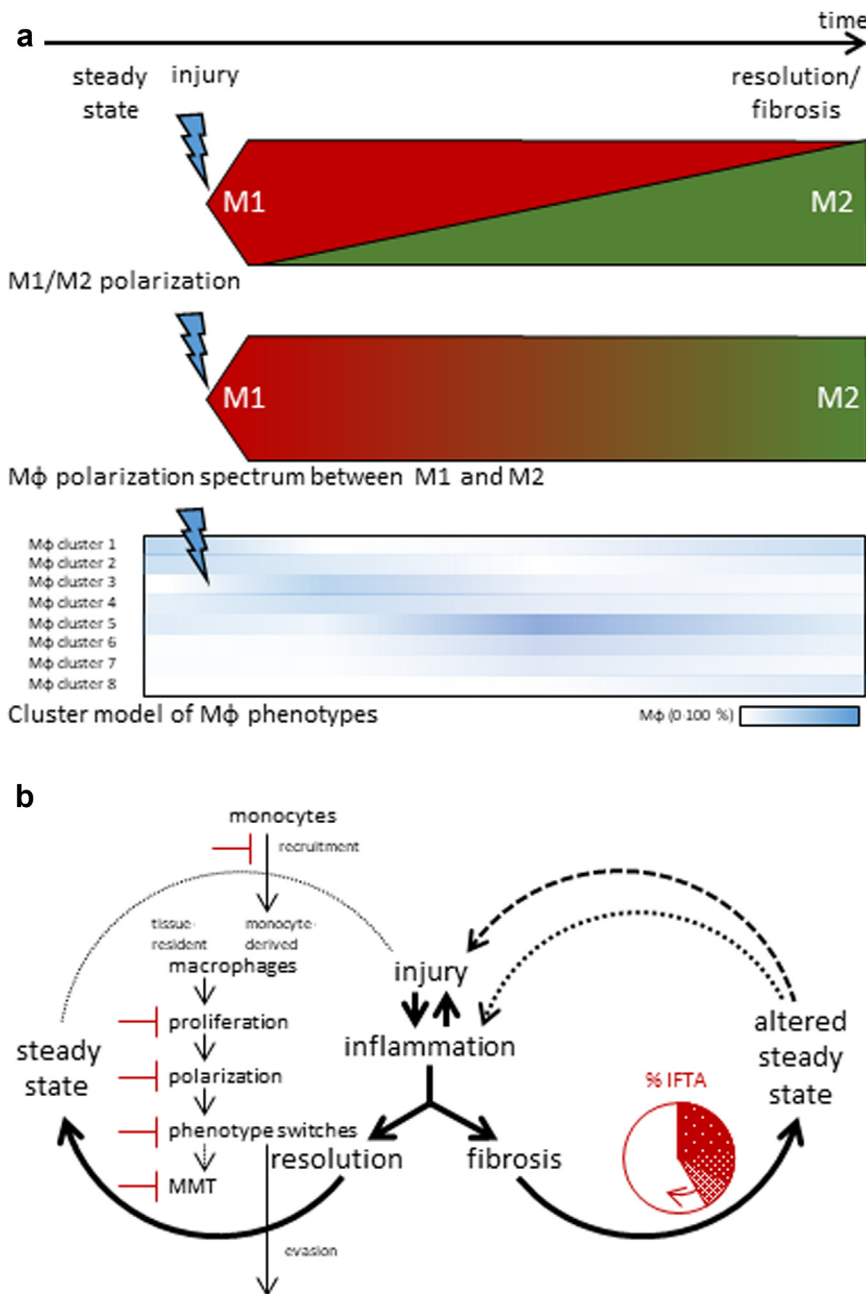 a
time
steady
state
injury
resolution/
fibrosis
M1
M2
M1/M2 polarization
M1
M2
Mϕ polarization spectrum between M1 and M2
Mϕ cluster 1
Mϕ cluster 2
Mϕ cluster 3
Mϕ cluster 4
Mϕ cluster 5
Mϕ cluster 6
Mϕ cluster 7
Mϕ cluster 8
Cluster model of Mϕ phenotypes
Mϕ (0-100 %)
b
monocytes
recruitment
tissue-
resident
monocyte-
derived
macrophages
proliferation
polarization
phenotype switches
MMT
evasion
steady
state
injury
inflammation
resolution
fibrosis
% IFTA
altered
steady
state